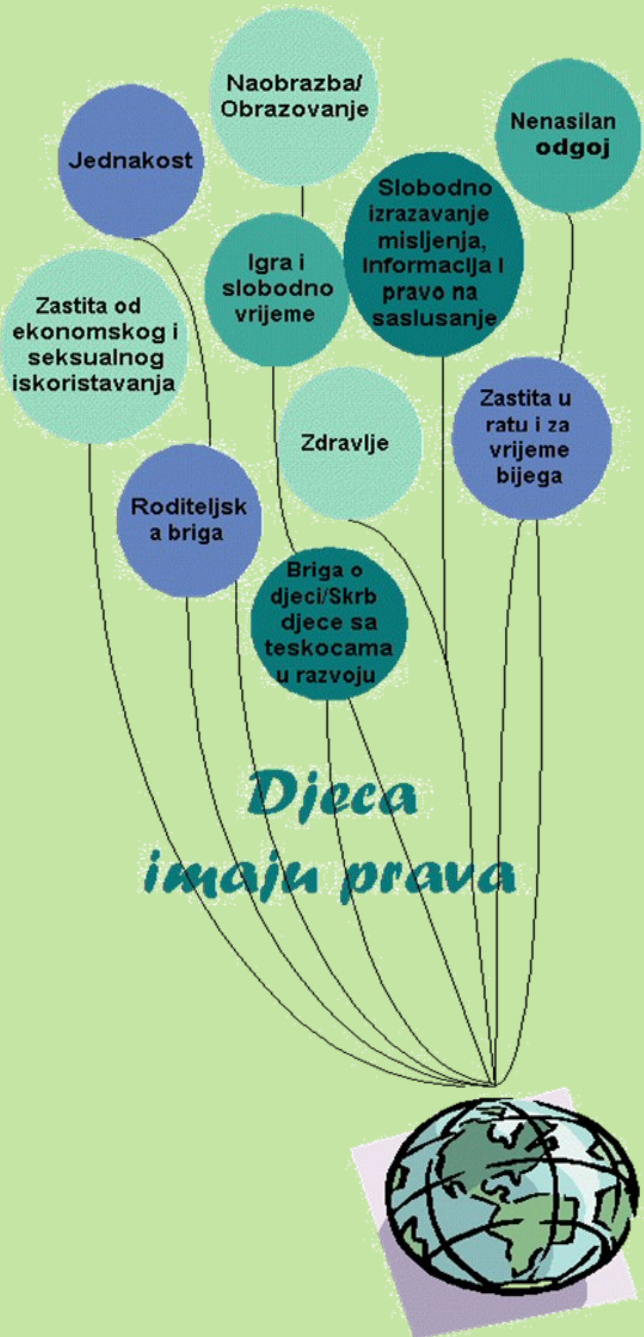 Naobrazba/
Obrazovanje
Jednakost
Nenasilan
odgoj
Slobodno
izrazavanje
misljenja,
informacija i
pravo na
saslusanje
Igra i
slobodno
vrijeme
Zastita od
ekonomskog i
seksualnog
iskoristavanja
Zdravlje
Zastita u
ratu i za
vrijeme
bijega
Roditeljsk
a briga
Briga o
djeci/Skrb
djece sa
teskocama
u razvoju
Djeca
imaju prava